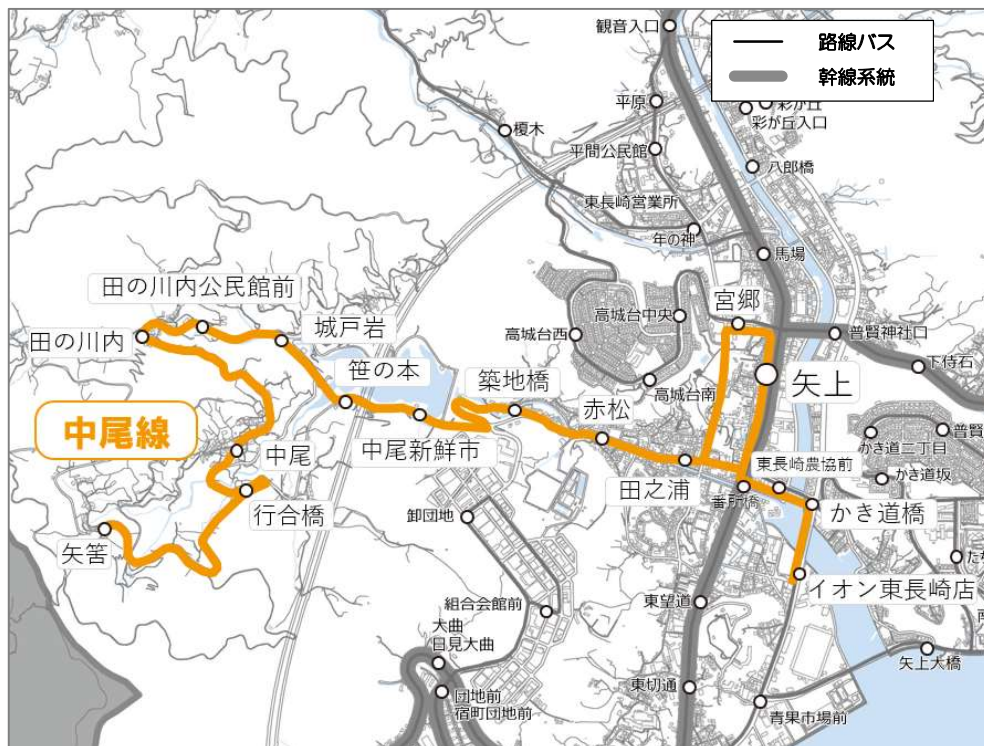 観音入口
路線バス
幹線系統
彩が丘
彩が丘入口
平原
榎木
平間公民館
八郎橋
東長崎営業所
年の神
馬場
田の川内公民館前
宮郷
城戸岩
高城台中央
田の川内
高城台西
普賢神社口
笹の本
築地橋
下待石
矢上
赤松
高城台南
中尾線
中尾新鮮市
中尾
かき道二丁目
普賢
東長崎農協前
かき道坂
田之浦
番所橋
行合橋
かき道橋
卸団地
矢筈
イオン東長崎店
組合会館前
東望道
犬曲
日見大曲
矢上大橋
東切通
団地前
宿町団地前
青果市場前